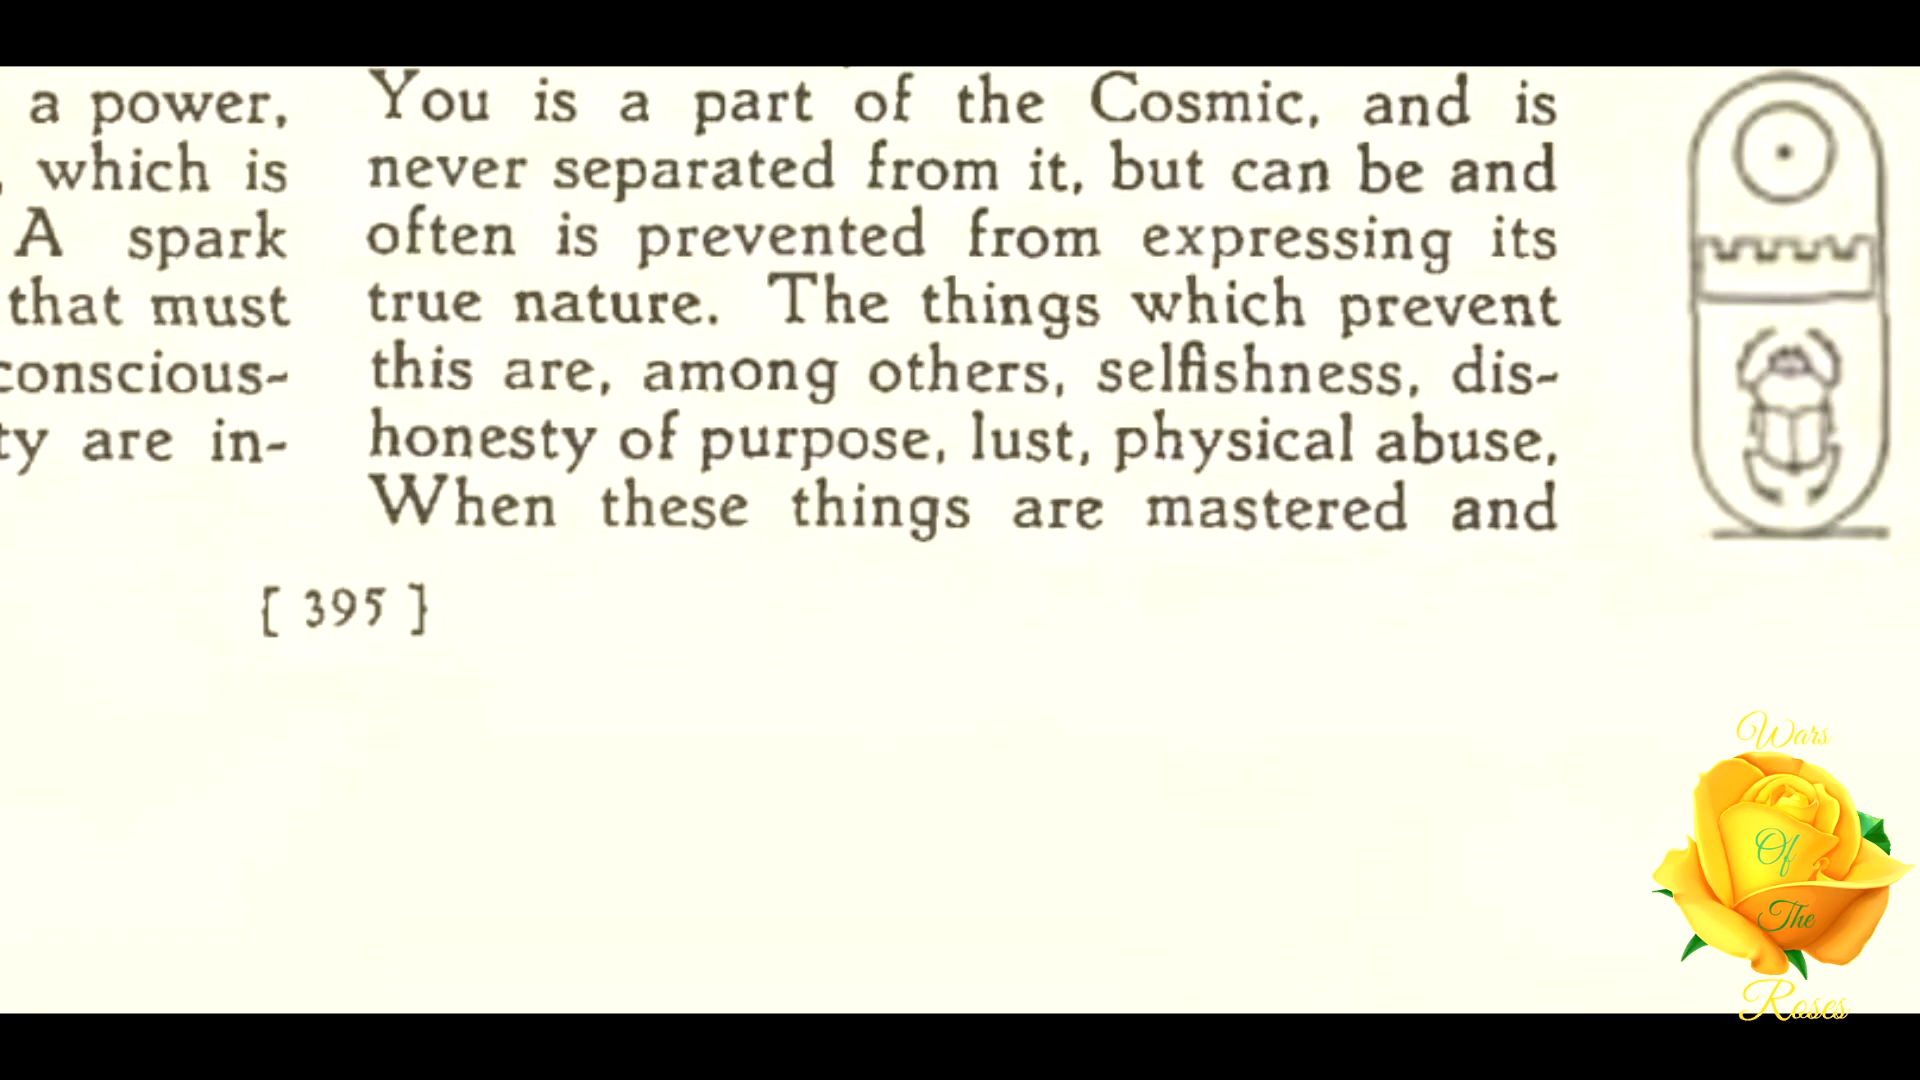 a power,
, which is
A spark
that must
conscious-
ty are in-
You is a part of the Cosmic, and is
never separated from it, but can be and
often is prevented from expressing its
true nature. The things which prevent
this are, among others, selfishness, dis-
honesty of purpose, lust, physical abuse,
When these things are mastered and
[ 395 ]
Wars
Of
The
Roses